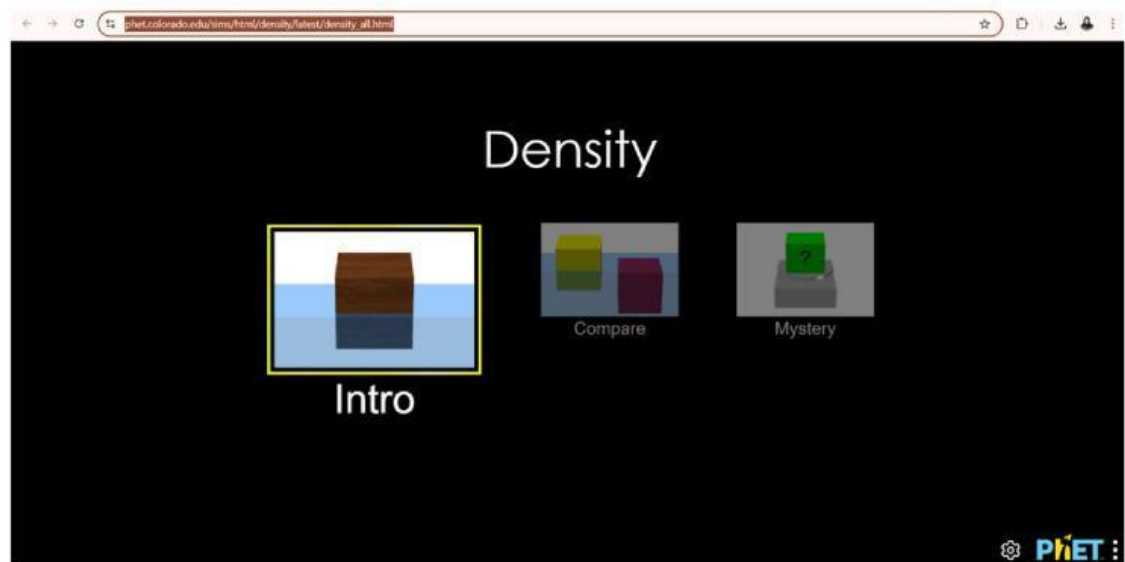 phet.colorado.edu/sims/html/density/latest/density_all.html
Density
?
Compare
Mystery
Intro
PhET